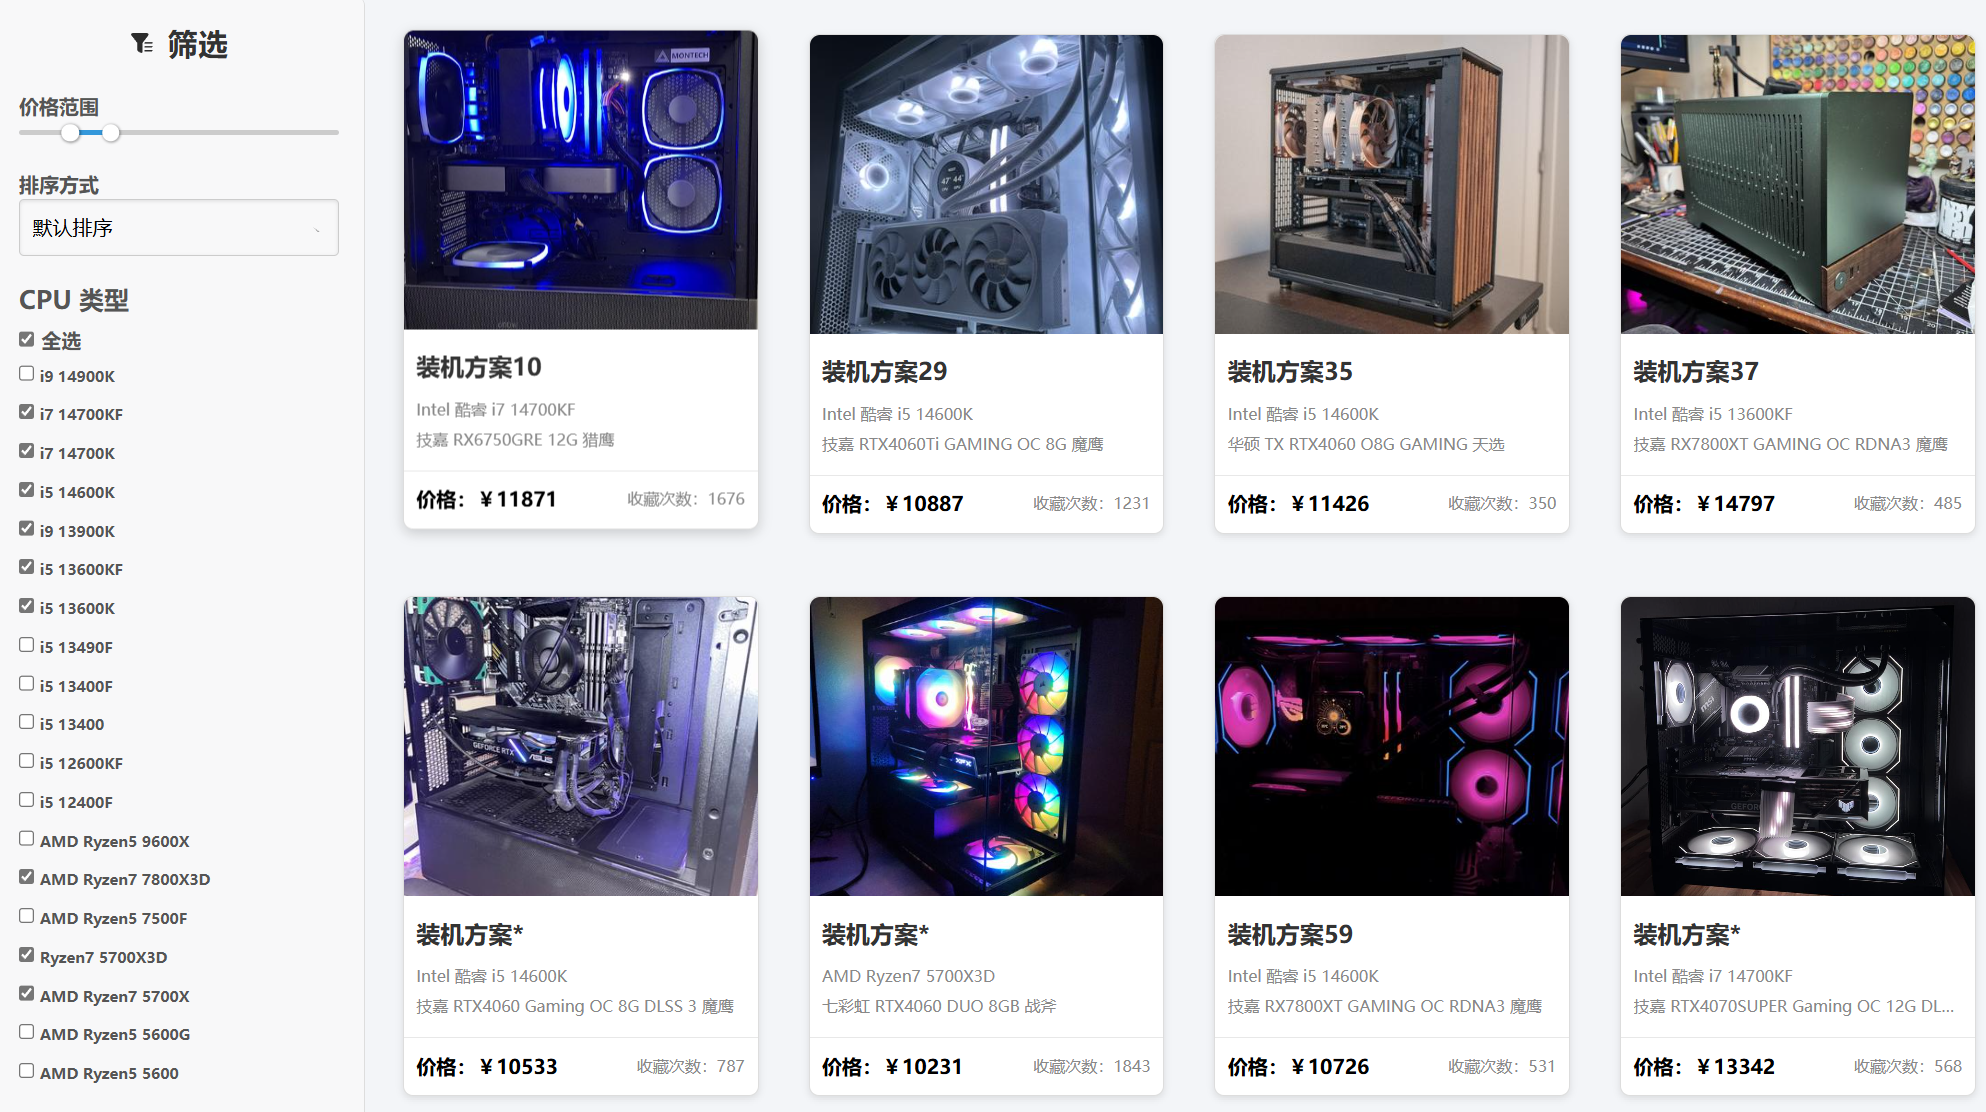 筛选
价格范围
排序方式
默认排序
CPU 类型
全选
i9 14900K
i7 14700KF
i7 14700K
i5 14600K
i9 13900K
i5 13600KF
i5 13600K
i5 13490F
i5 13400F
i5 13400
i5 12600KF
i5 12400F
AMD Ryzen5 9600X
AMD Ryzen7 7800X3D
AMD Ryzen5 7500F
Ryzen7 5700X3D
AMD Ryzen7 5700X
AMD Ryzen5 5600G
AMD Ryzen5 5600
MONTECH
装机方案10
Intel 酷睿 i7 14700KF
技嘉 RX6750GRE 12G 猎鹰
价格：￥11871 收藏次数：1676
47° 44°
装机方案29
Intel 酷睿 i5 14600K
技嘉 RTX4060Ti GAMING OC 8G 魔鹰
价格：￥10887 收藏次数：1231
装机方案35
Intel 酷睿 i5 14600K
华硕 TX RTX4060 O8G GAMING 天选
价格：￥11426 收藏次数：350
装机方案37
Intel 酷睿 i5 13600KF
技嘉 RX7800XT GAMING OC RDNA3 魔鹰
价格：￥14797 收藏次数：485
GEFORCE RTX
ASUS
装机方案*
Intel 酷睿 i5 14600K
技嘉 RTX4060 Gaming OC 8G DLSS 3 魔鹰
价格：￥10533 收藏次数：787
XFX
装机方案*
AMD Ryzen7 5700X3D
七彩虹 RTX4060 DUO 8GB 战斧
价格：￥10231 收藏次数：1843
装机方案59
Intel 酷睿 i5 14600K
技嘉 RX7800XT GAMING OC RDNA3 魔鹰
价格：￥10726 收藏次数：531
装机方案*
Intel 酷睿 i7 14700KF
技嘉 RTX4070SUPER Gaming OC 12G DL...
价格：￥13342 收藏次数：568